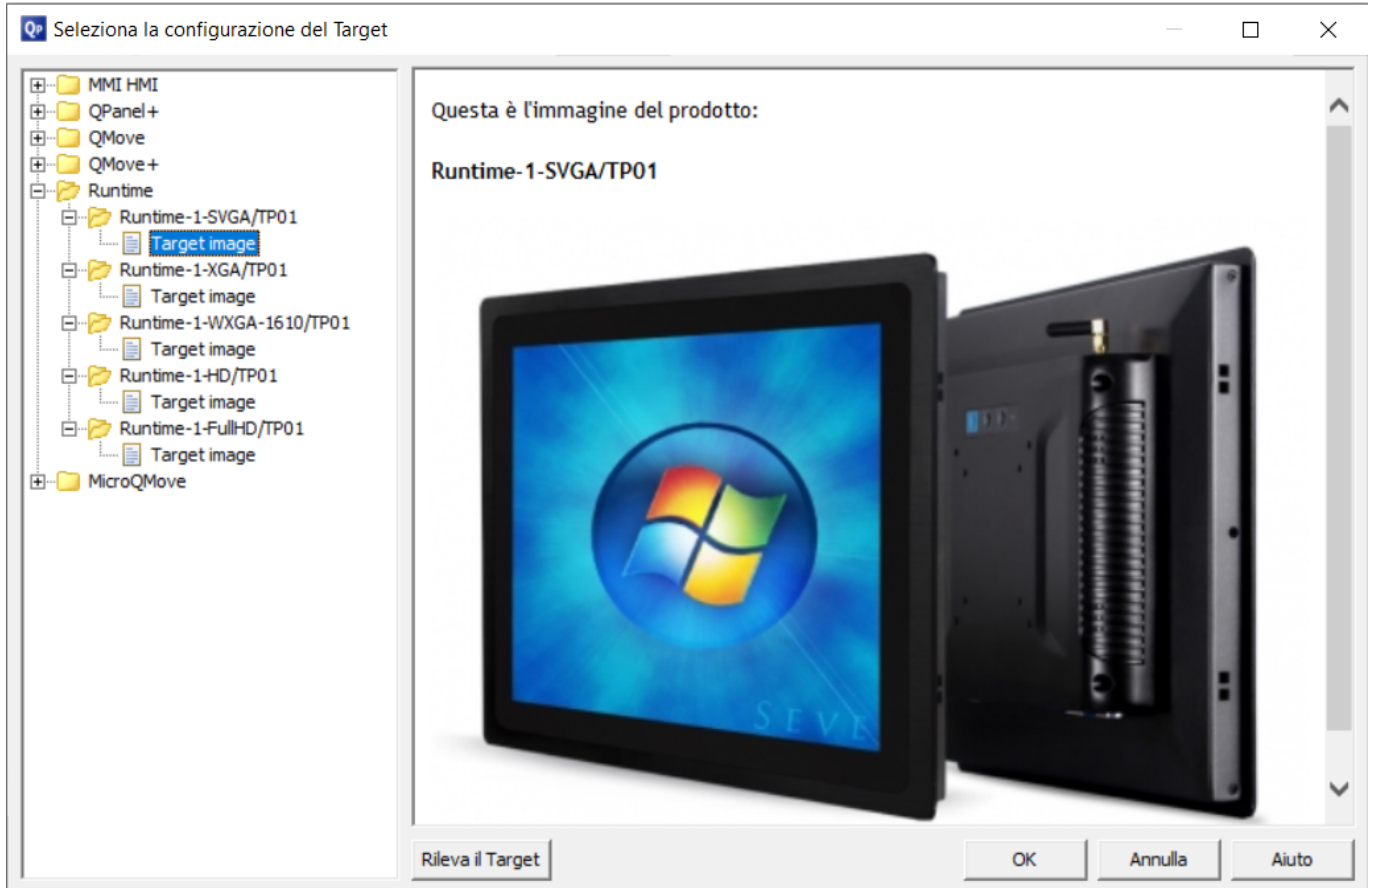 Qp Seleziona la configurazione del Target
MMI HMI
QPanel+
QMove
QMove+
Runtime
Runtime-1-SVGA/TP01
Target image
Runtime-1-XGA/TP01
Target image
Runtime-1-WXGA-1610/TP01
Target image
Runtime-1-HD/TP01
Target image
Runtime-1-FullHD/TP01
Target image
MicroQMove
Questa è l'immagine del prodotto:
Runtime-1-SVGA/TP01
SEVE
Rileva il Target
OK
Annulla
Aiuto